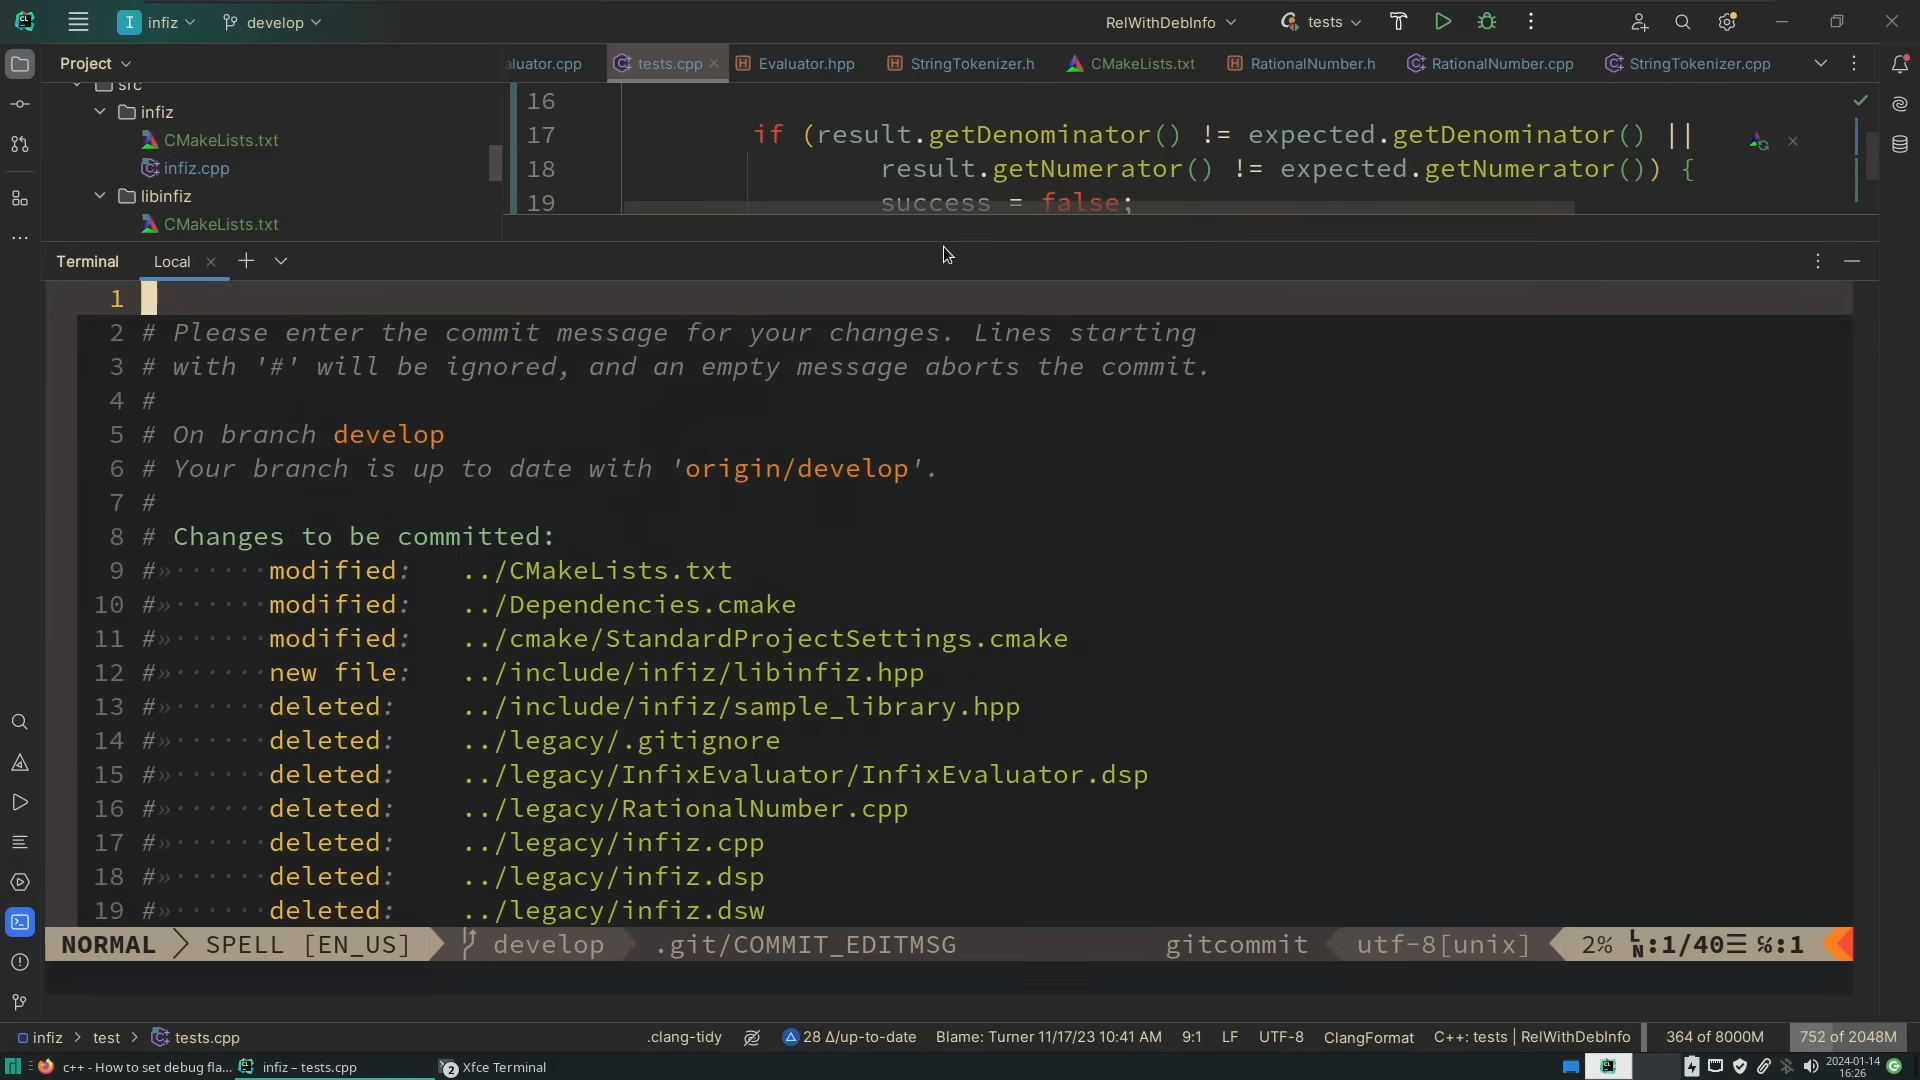 I infiz develop RelWithDebInfo tests
Project
aluator.cpp tests.cpp Evaluator.hpp StringTokenizer.h CMakeLists.txt RationalNumber.h RationalNumber.cpp StringTokenizer.cpp
src
infiz
CMakeLists.txt
infiz.cpp
libinfiz
CMakeLists.txt
16
17 if (result.getDenominator() != expected.getDenominator() ||
18 result.getNumerator() != expected.getNumerator()) {
19 success = false;
Terminal Local
1
2 # Please enter the commit message for your changes. Lines starting
3 # with '#' will be ignored, and an empty message aborts the commit.
4 #
5 # On branch develop
6 # Your branch is up to date with 'origin/develop'.
7 #
8 # Changes to be committed:
9 #»······modified:   ../CMakeLists.txt
10 #»······modified:   ../Dependencies.cmake
11 #»······modified:   ../cmake/StandardProjectSettings.cmake
12 #»······new file:   ../include/infiz/libinfiz.hpp
13 #»······deleted:    ../include/infiz/sample_library.hpp
14 #»······deleted:    ../legacy/.gitignore
15 #»······deleted:    ../legacy/InfixEvaluator/InfixEvaluator.dsp
16 #»······deleted:    ../legacy/RationalNumber.cpp
17 #»······deleted:    ../legacy/infiz.cpp
18 #»······deleted:    ../legacy/infiz.dsp
19 #»······deleted:    ../legacy/infiz.dsw
NORMAL SPELL [EN_US] develop .git/COMMIT_EDITMSG gitcommit utf-8[unix] 2% LN:1/40☰ ℅:1
infiz > test > tests.cpp .clang-tidy 28 Δ/up-to-date Blame: Turner 11/17/23 10:41 AM 9:1 LF UTF-8 ClangFormat C++: tests | RelWithDebInfo 364 of 8000M 752 of 2048M
c++ - How to set debug fla... infiz – tests.cpp 2 Xfce Terminal 2024-01-14
16:26